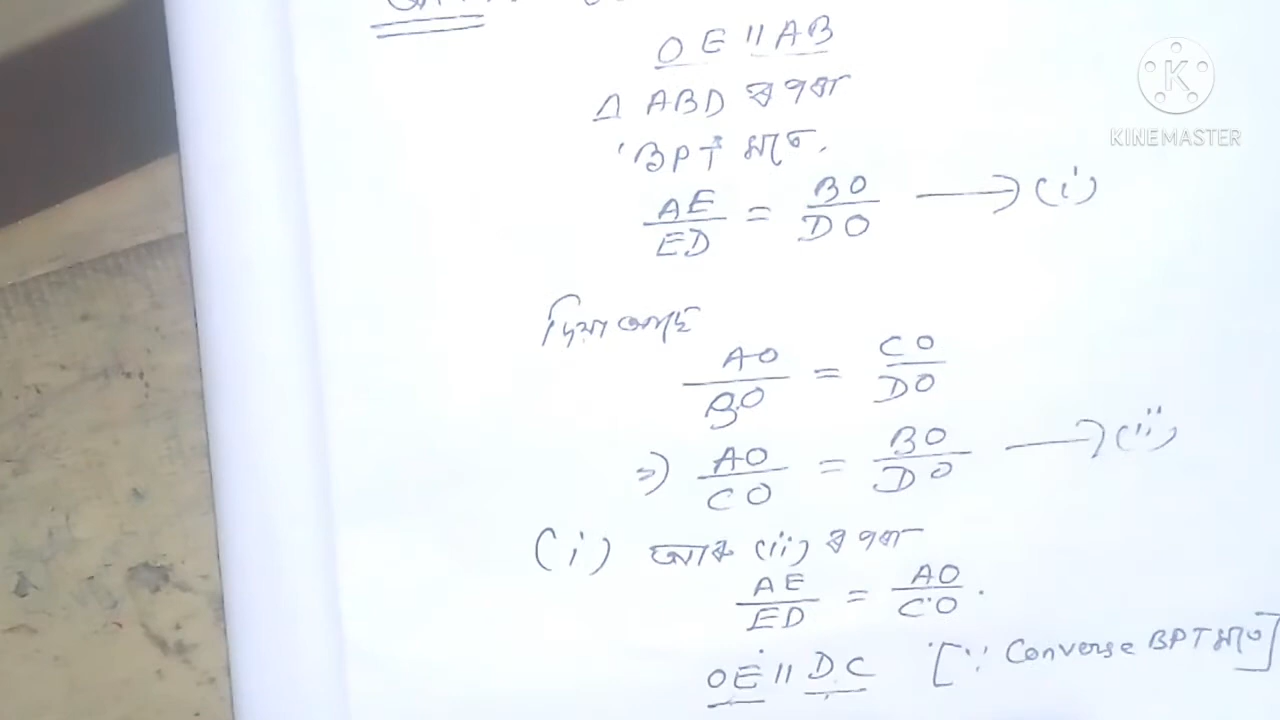 OE || AB
Δ ABD ৰ পৰা
BPT মতে,
AE/ED = BO/DO ⟶ (i)
দিয়া আছে
AO/BO = CO/DO
⇒ AO/CO = BO/DO ⟶ (ii)
(i) আৰু (ii) ৰ পৰা
AE/ED = AO/CO.
OE || DC [∵ Converse BPT মতে]
K
KINEMASTER